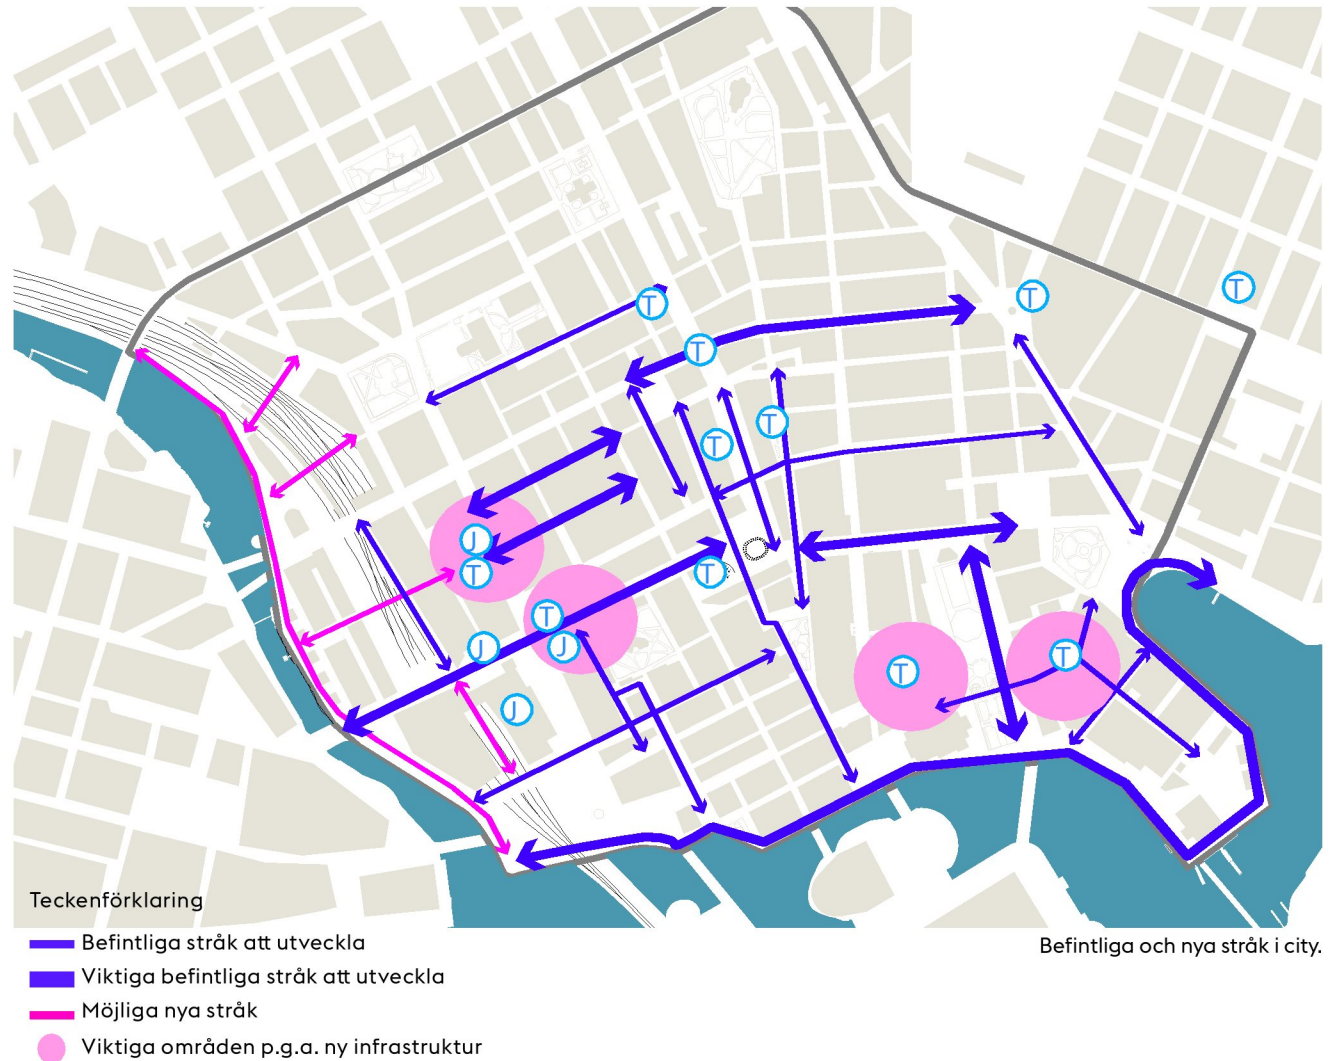 T
T
T
T
T
T
T
J
T
T
T
J
J
T
T
J
Teckenförklaring
Befintliga stråk att utveckla
Viktiga befintliga stråk att utveckla
Möjliga nya stråk
Viktiga områden p.g.a. ny infrastruktur
Befintliga och nya stråk i city.